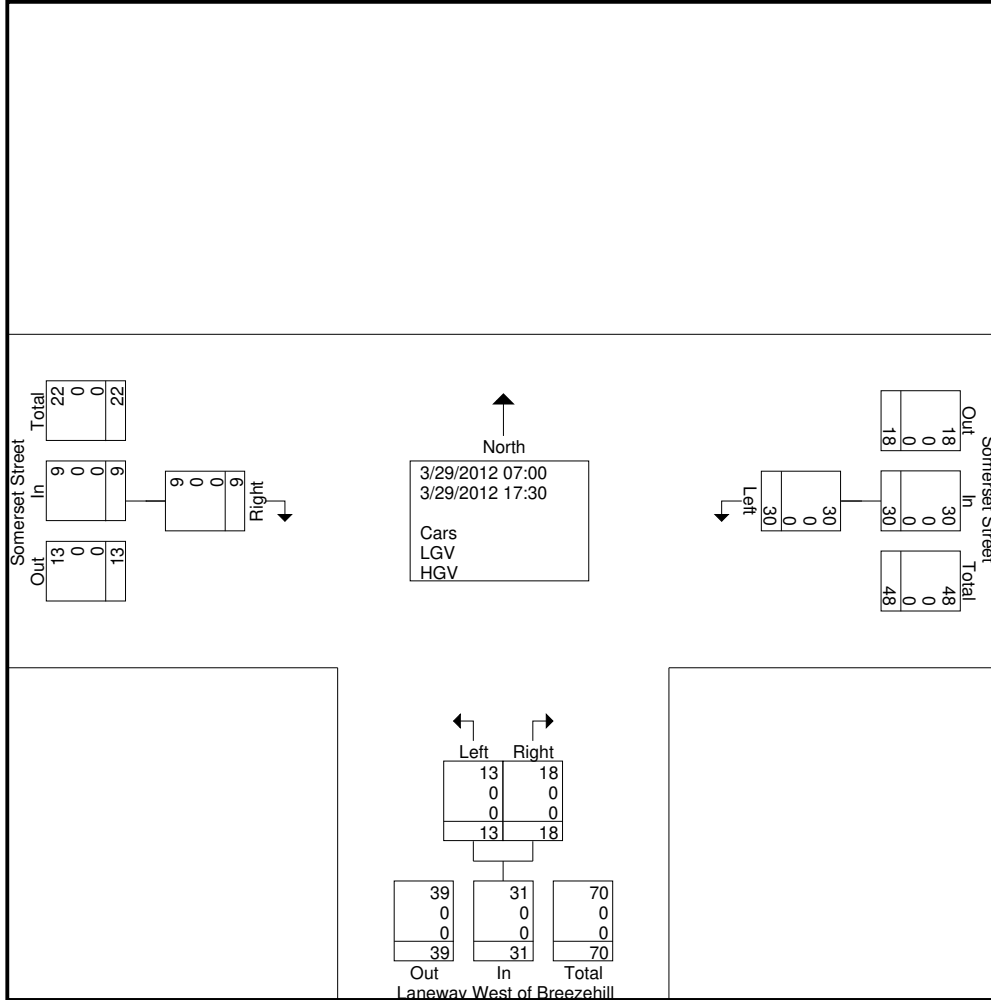 North
3/29/2012 07:00
3/29/2012 17:30
Cars
LGV
HGV
Somerset Street
Total
22 0 0 22
In
9 0 0 9
Out
13 0 0 13
Right
9 0 0 9
Somerset Street
Out
18 0 0 18
In
30 0 0 30
Total
48 0 0 48
Left
30 0 0 30
Left Right
13 18
0 0
0 0
13 18
39 31 70
0 0 0
0 0 0
39 31 70
Out In Total
Laneway West of Breezehill